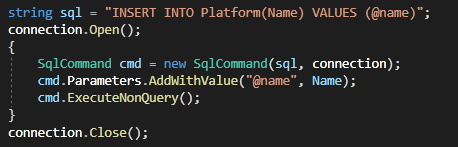 string sql = "INSERT INTO Platform(Name) VALUES (@name)";
connection.Open();
{
    SqlCommand cmd = new SqlCommand(sql, connection);
    cmd.Parameters.AddWithValue("@name", Name);
    cmd.ExecuteNonQuery();
}
connection.Close();